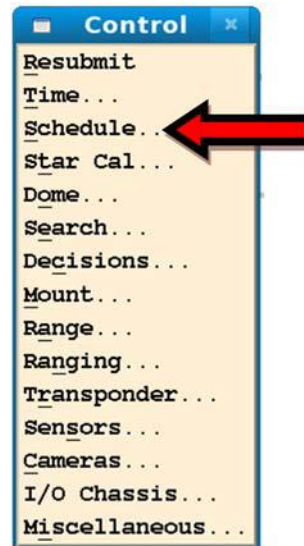 Control
Resubmit
Time...
Schedule..
Star Cal...
Dome...
Search...
Decisions...
Mount...
Range...
Ranging...
Transponder...
Sensors...
Cameras...
I/O Chassis...
Miscellaneous...